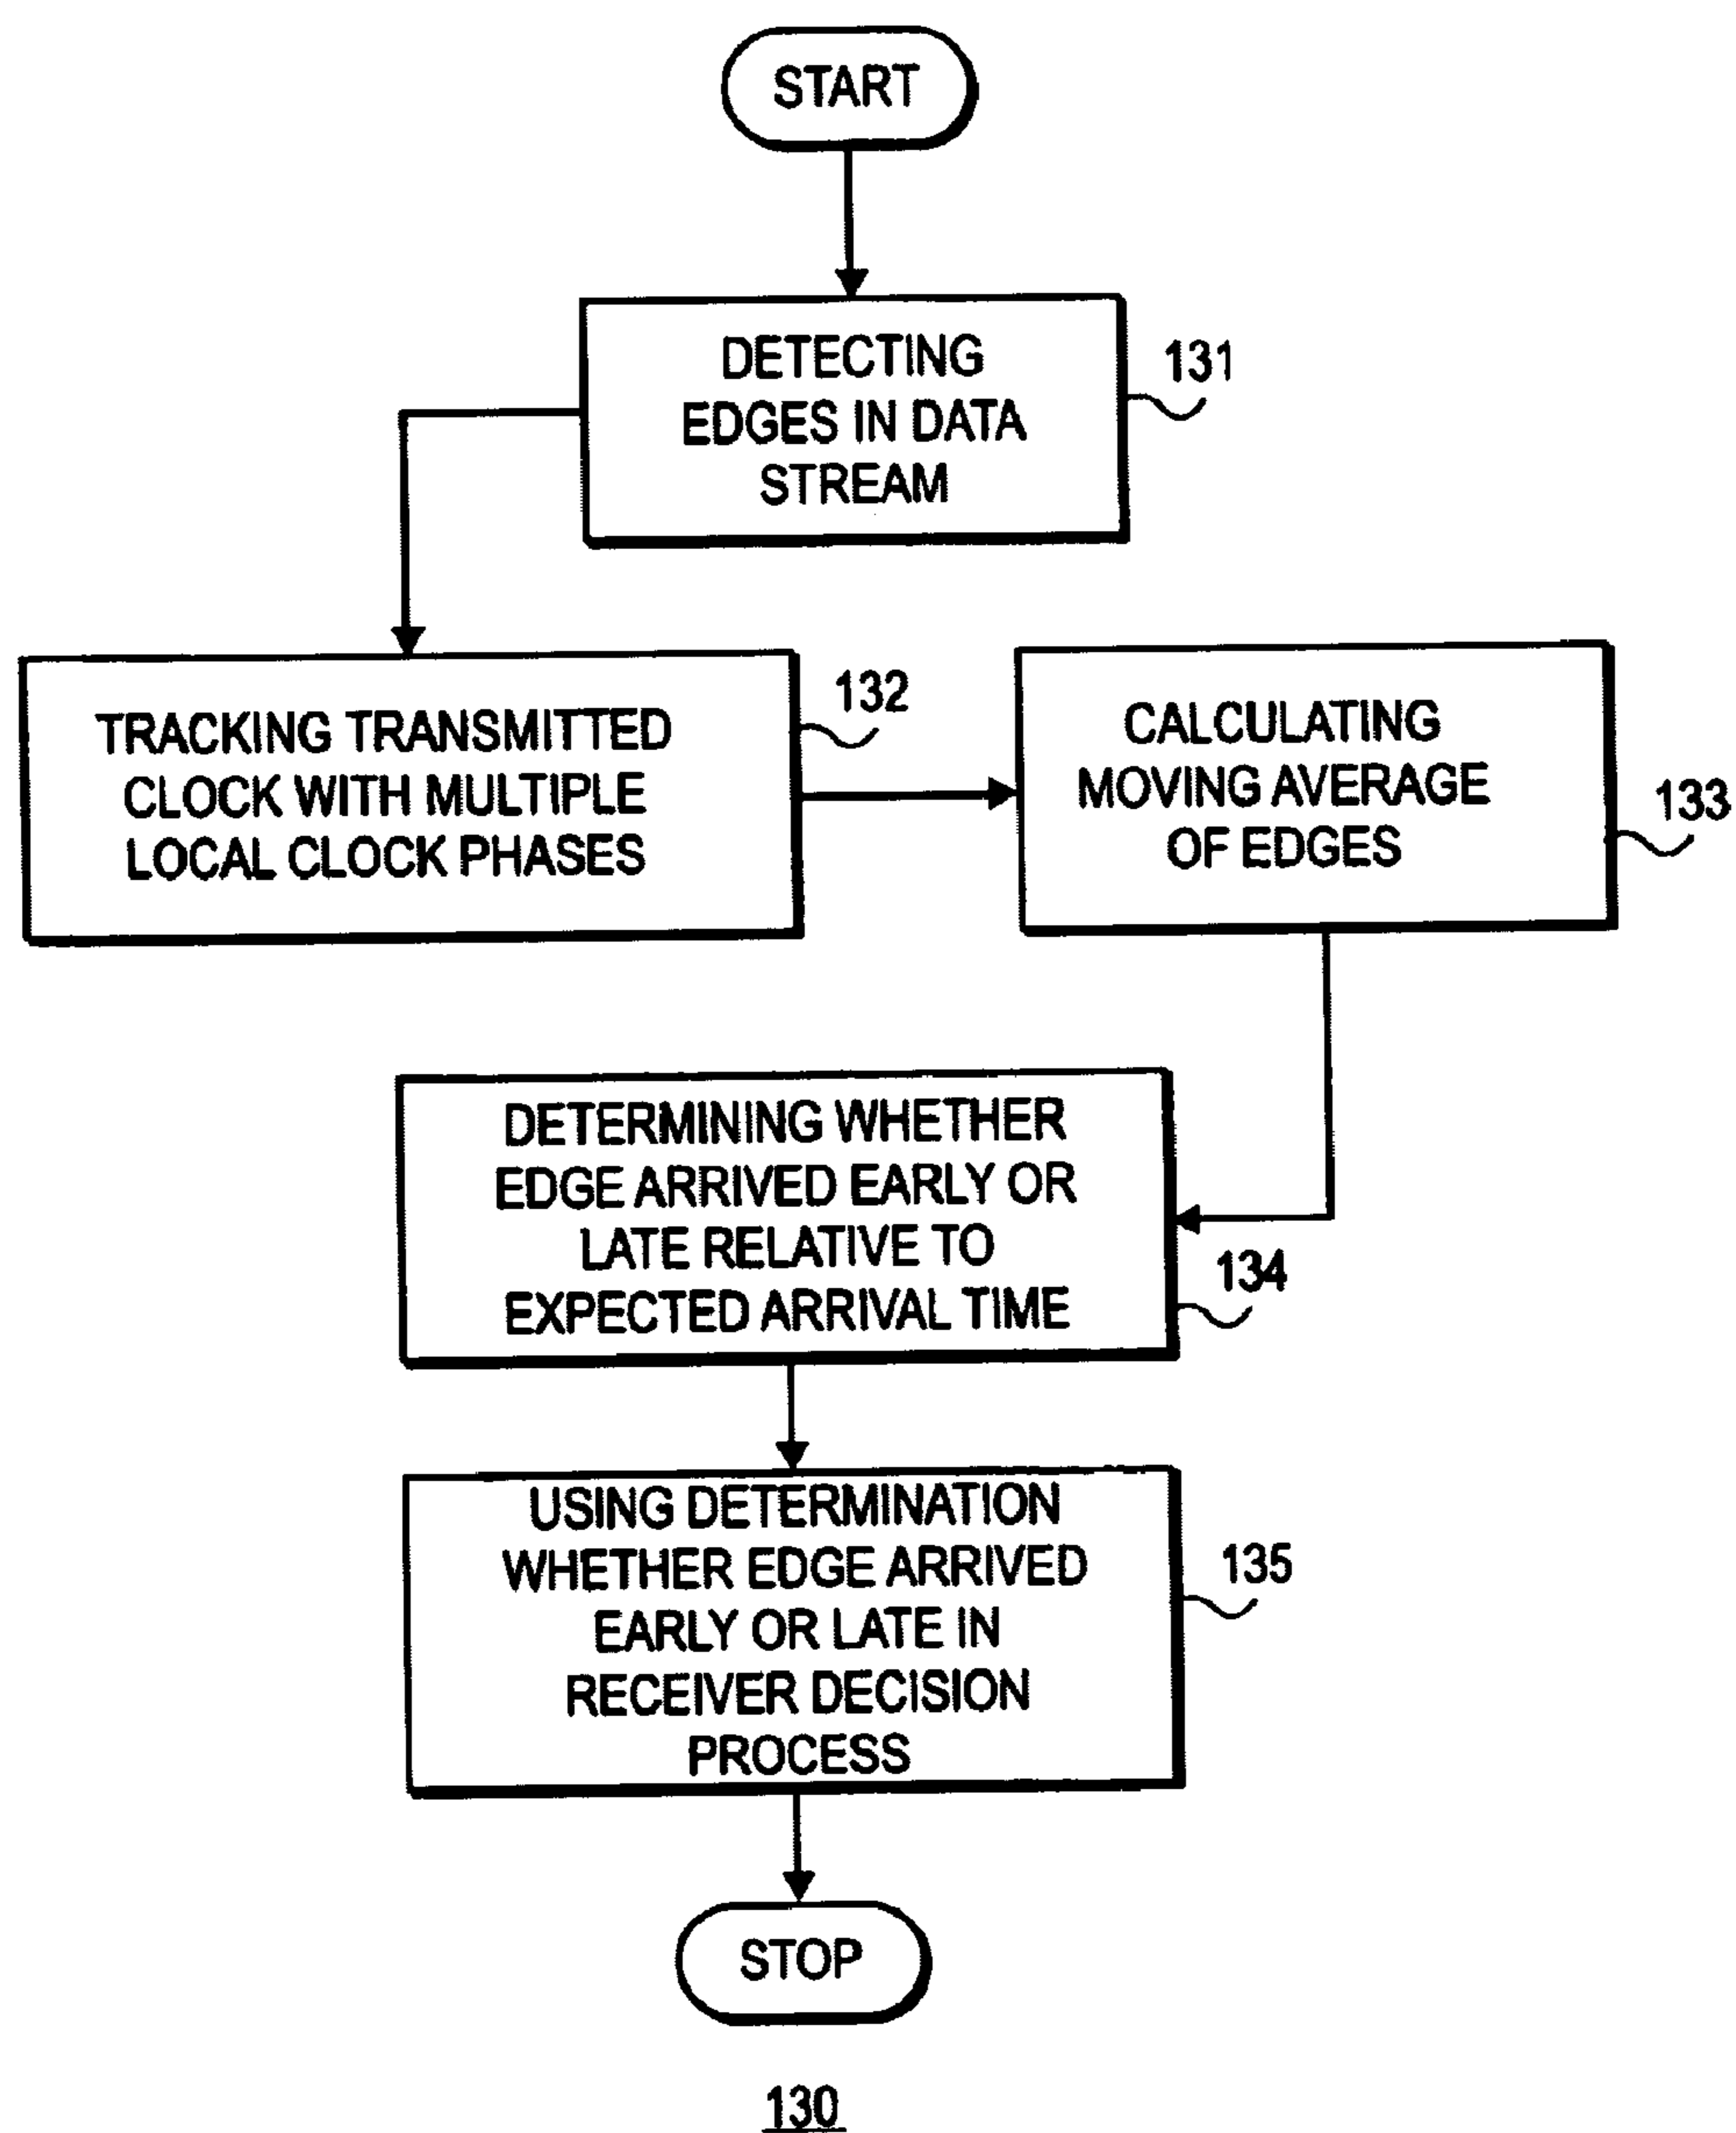 START
DETECTING
EDGES IN DATA
STREAM
131
TRACKING TRANSMITTED
CLOCK WITH MULTIPLE
LOCAL CLOCK PHASES
132
CALCULATING
MOVING AVERAGE
OF EDGES
133
DETERMINING WHETHER
EDGE ARRIVED EARLY OR
LATE RELATIVE TO
EXPECTED ARRIVAL TIME
134
USING DETERMINATION
WHETHER EDGE ARRIVED
EARLY OR LATE IN
RECEIVER DECISION
PROCESS
135
STOP
130